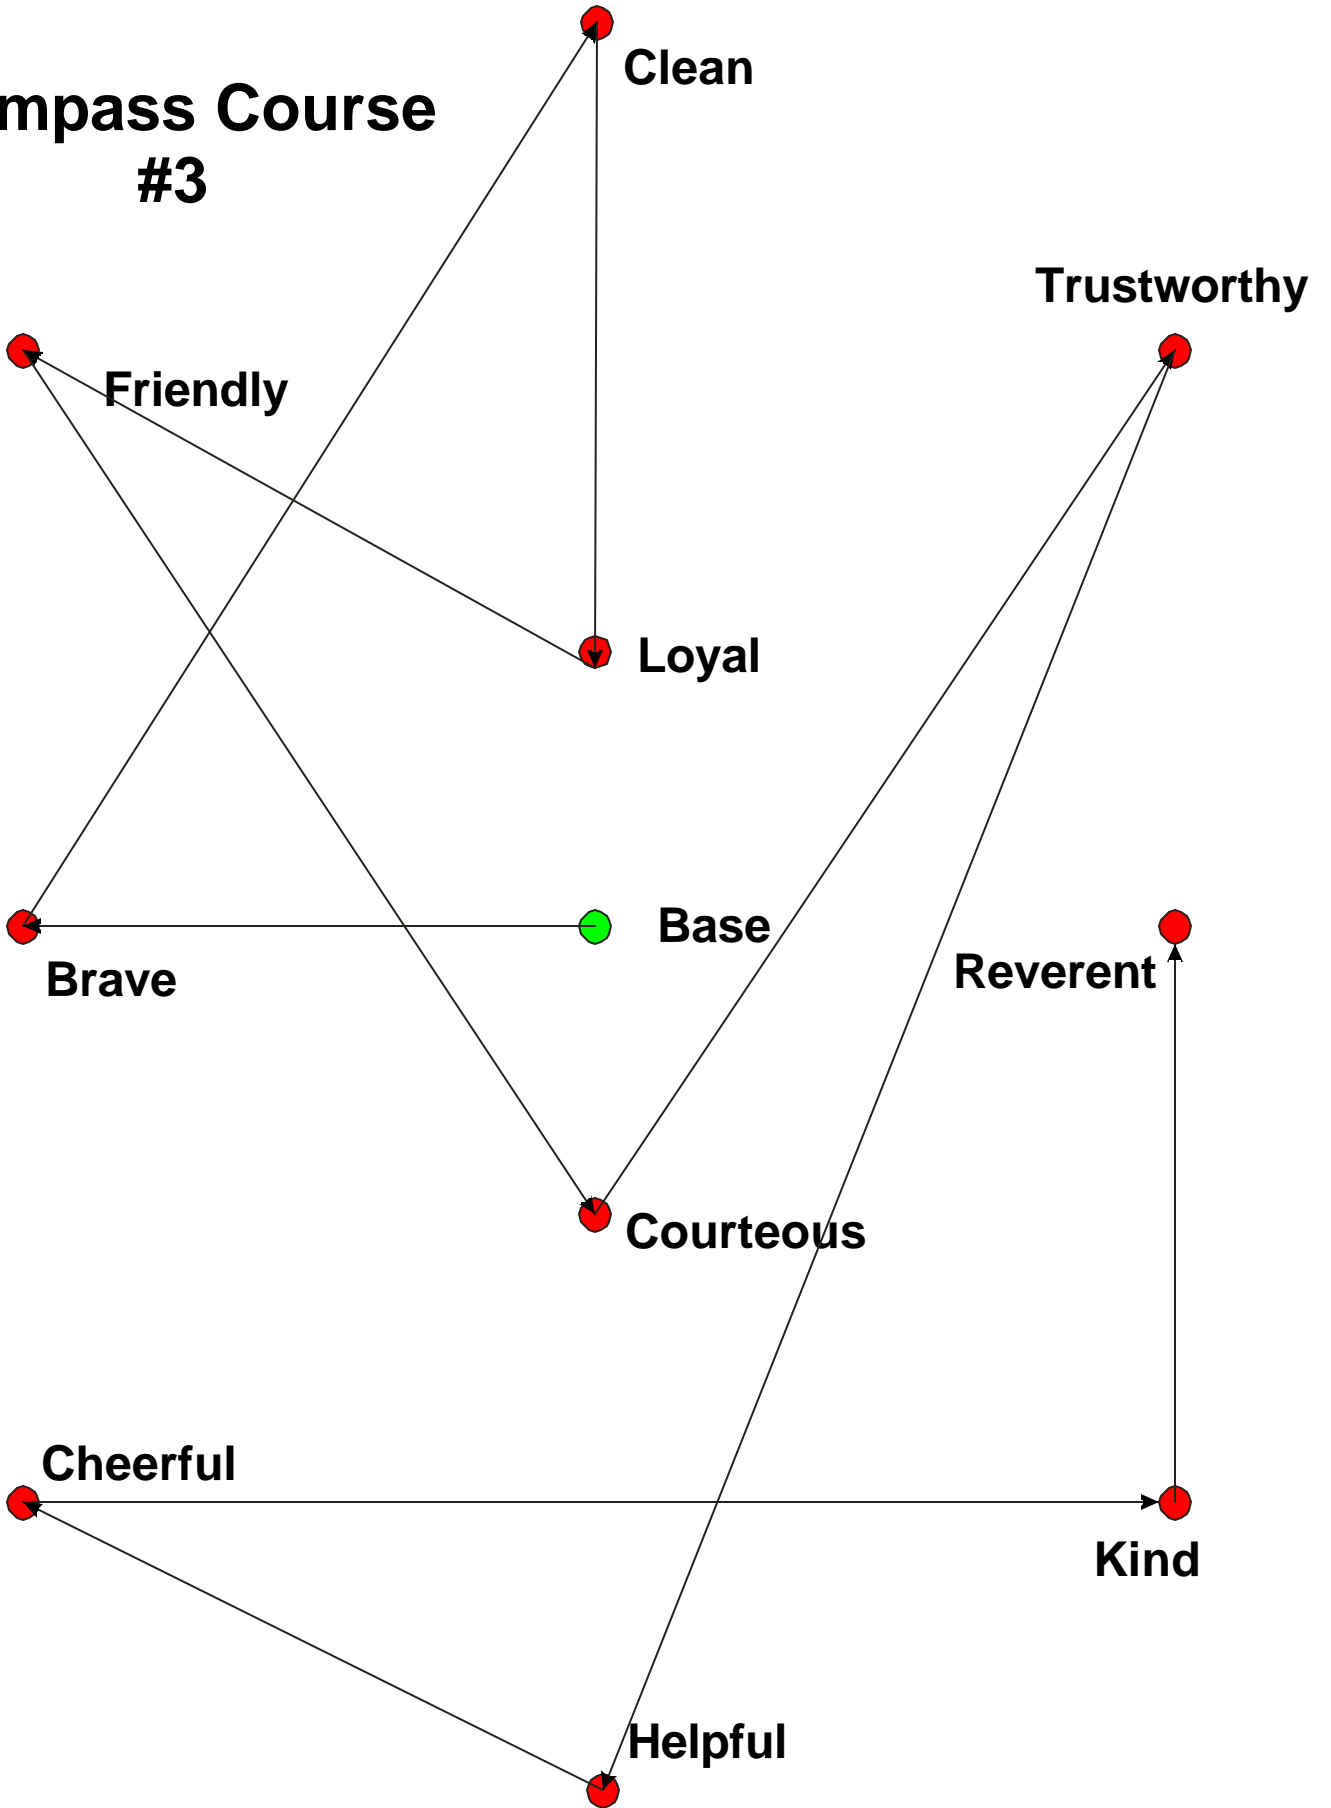 Clean
mpass Course
#3
Trustworthy
Friendly
Loyal
Base
Reverent
Brave
Courteous
Cheerful
Kind
Helpful